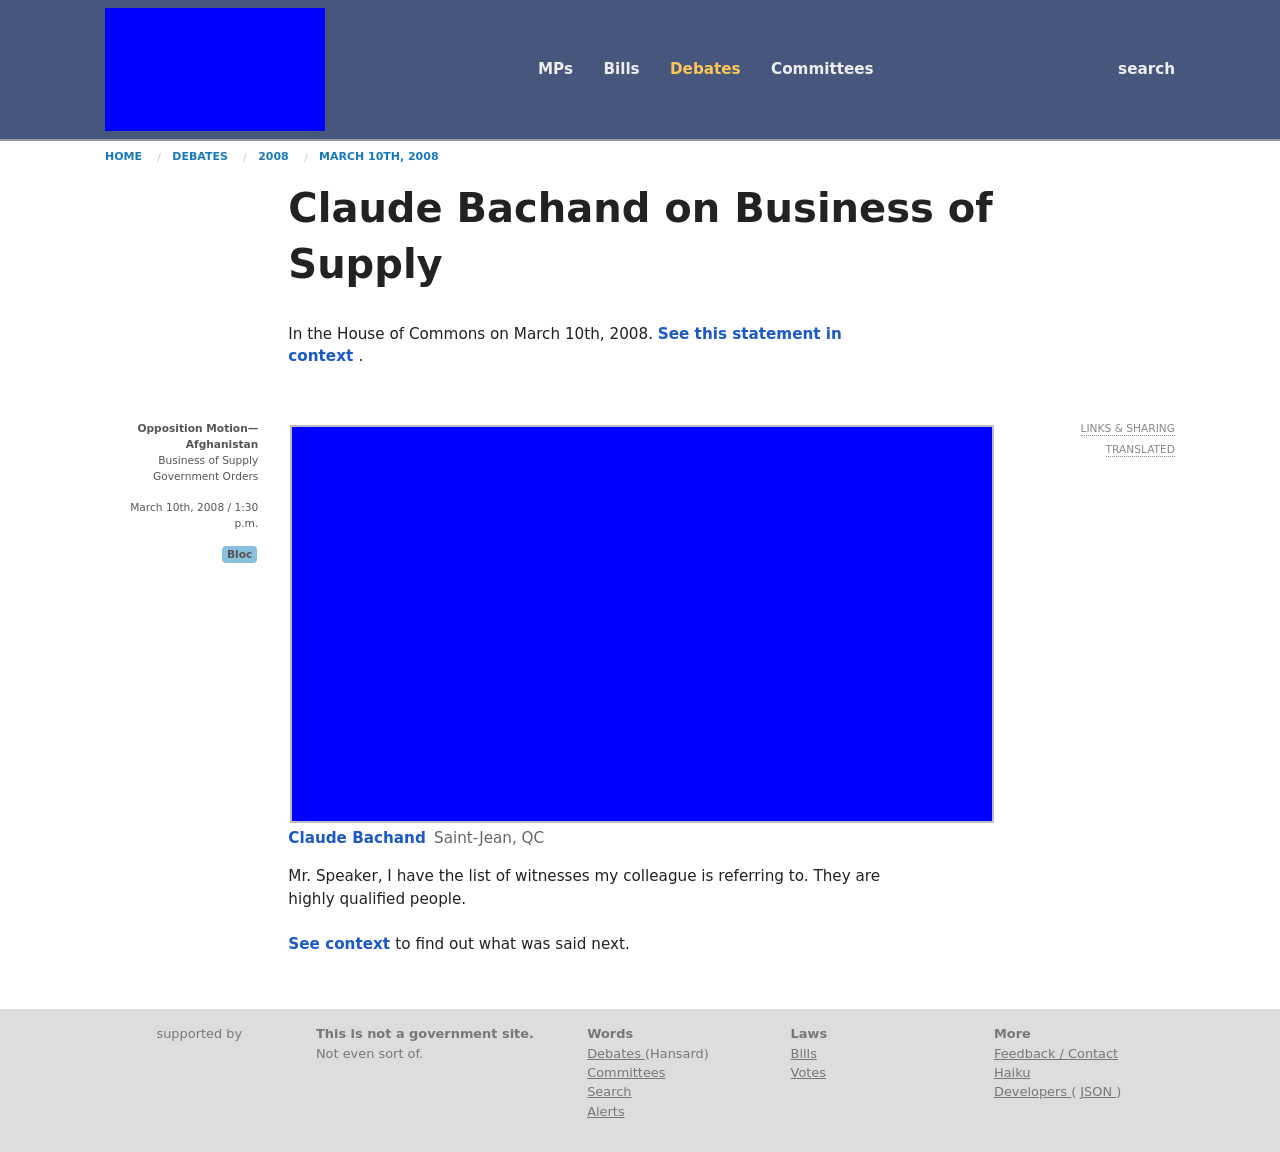 MPs Bills Debates Committees search
HOME / DEBATES / 2008 / MARCH 10TH, 2008
Claude Bachand on Business of
Supply
In the House of Commons on March 10th, 2008. See this statement in
context .
Opposition Motion—
Afghanistan
Business of Supply
Government Orders
March 10th, 2008 / 1:30
p.m.
Bloc
LINKS & SHARING
TRANSLATED
Claude Bachand Saint-Jean, QC
Mr. Speaker, I have the list of witnesses my colleague is referring to. They are
highly qualified people.
See context to find out what was said next.
supported by
This is not a government site.
Not even sort of.
Words
Debates (Hansard)
Committees
Search
Alerts
Laws
Bills
Votes
More
Feedback / Contact
Haiku
Developers ( JSON )